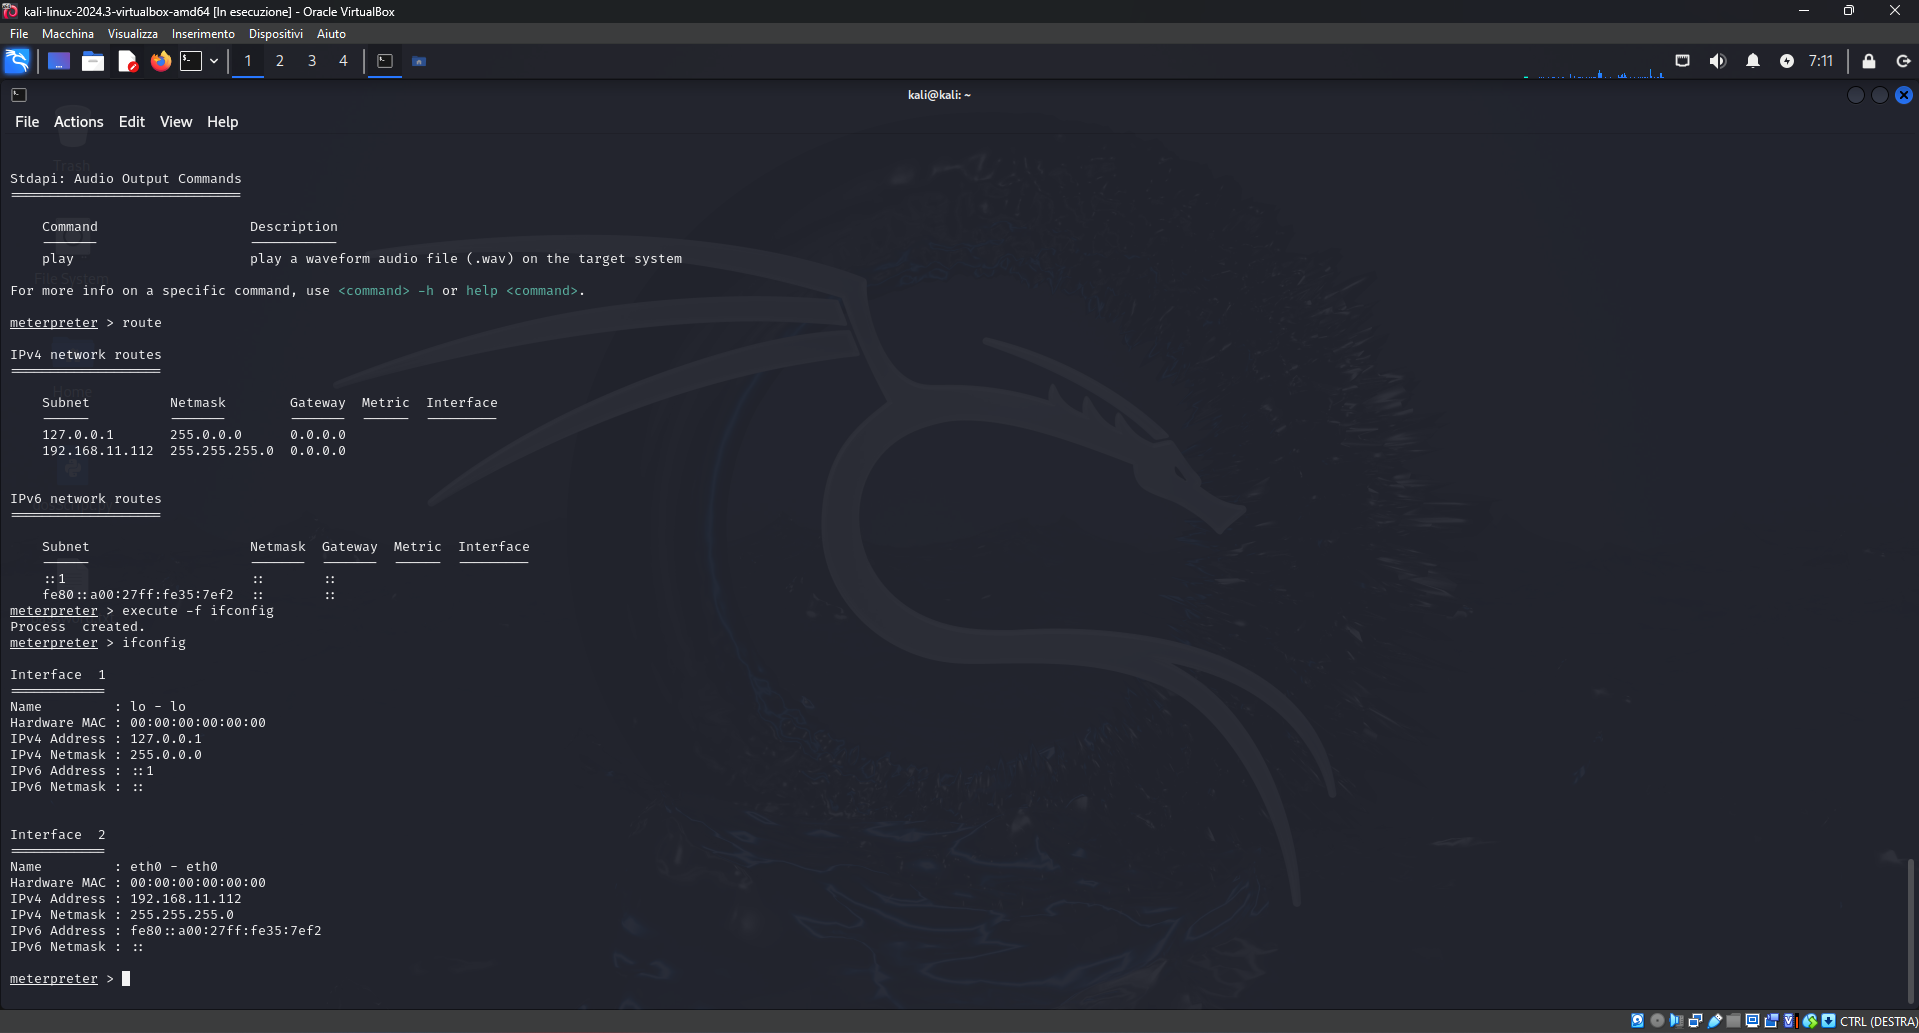 kali-linux-2024.3-virtualbox-amd64 [In esecuzione] - Oracle VirtualBox
File Macchina Visualizza Inserimento Dispositivi Aiuto
1 2 3 4 7:11
kali@kali: ~
File Actions Edit View Help
Trash
Stdapi: Audio Output Commands
Command Description
play play a waveform audio file (.wav) on the target system
File System
For more info on a specific command, use <command> -h or help <command>.
meterpreter > route
IPv4 network routes
Home
Subnet Netmask Gateway Metric Interface
127.0.0.1 255.0.0.0 0.0.0.0
192.168.11.112 255.255.255.0 0.0.0.0
IPv6 network routes
Subnet Netmask Gateway Metric Interface
::1 :: ::
fe80::a00:27ff:fe35:7ef2 :: ::
meterpreter > execute -f ifconfig
Process created.
meterpreter > ifconfig
Interface 1
Name : lo - lo
Hardware MAC : 00:00:00:00:00:00
IPv4 Address : 127.0.0.1
IPv4 Netmask : 255.0.0.0
IPv6 Address : ::1
IPv6 Netmask : ::
Interface 2
Name : eth0 - eth0
Hardware MAC : 00:00:00:00:00:00
IPv4 Address : 192.168.11.112
IPv4 Netmask : 255.255.255.0
IPv6 Address : fe80::a00:27ff:fe35:7ef2
IPv6 Netmask : ::
meterpreter >
CTRL (DESTRA)